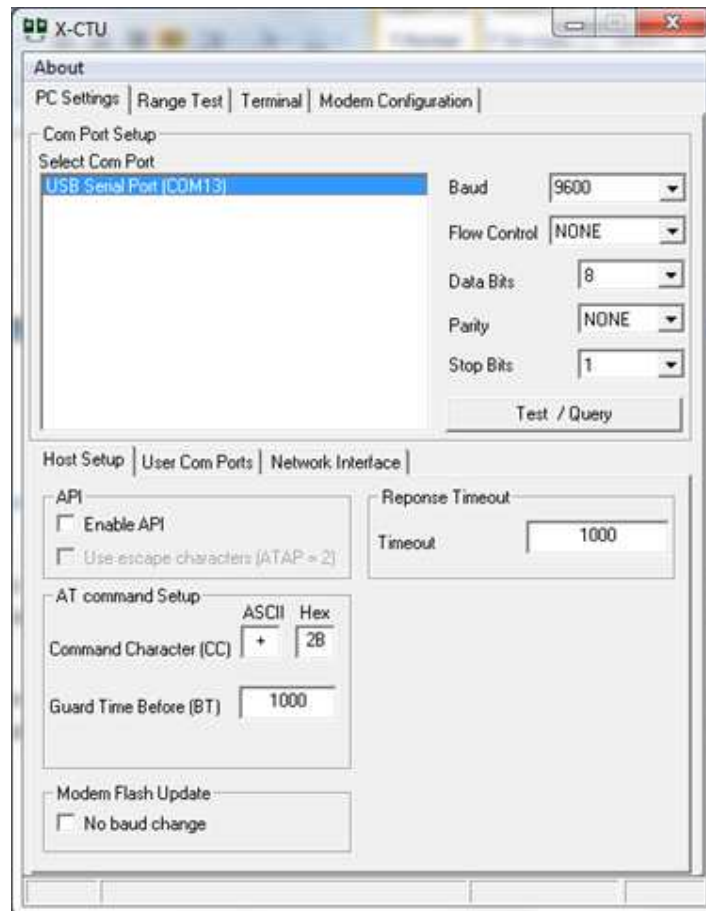 X-CTU
About
PC Settings Range Test Terminal Modem Configuration
Com Port Setup
Select Com Port
USB Serial Port (COM13)
Baud 9600
Flow Control NONE
Data Bits 8
Parity NONE
Stop Bits 1
Test / Query
Host Setup User Com Ports Network Interface
API
Enable API
Use escape characters (ATAP = 2)
Reponse Timeout
Timeout 1000
AT command Setup
ASCII Hex
Command Character (CC) + 2B
Guard Time Before (BT) 1000
Modem Flash Update
No baud change